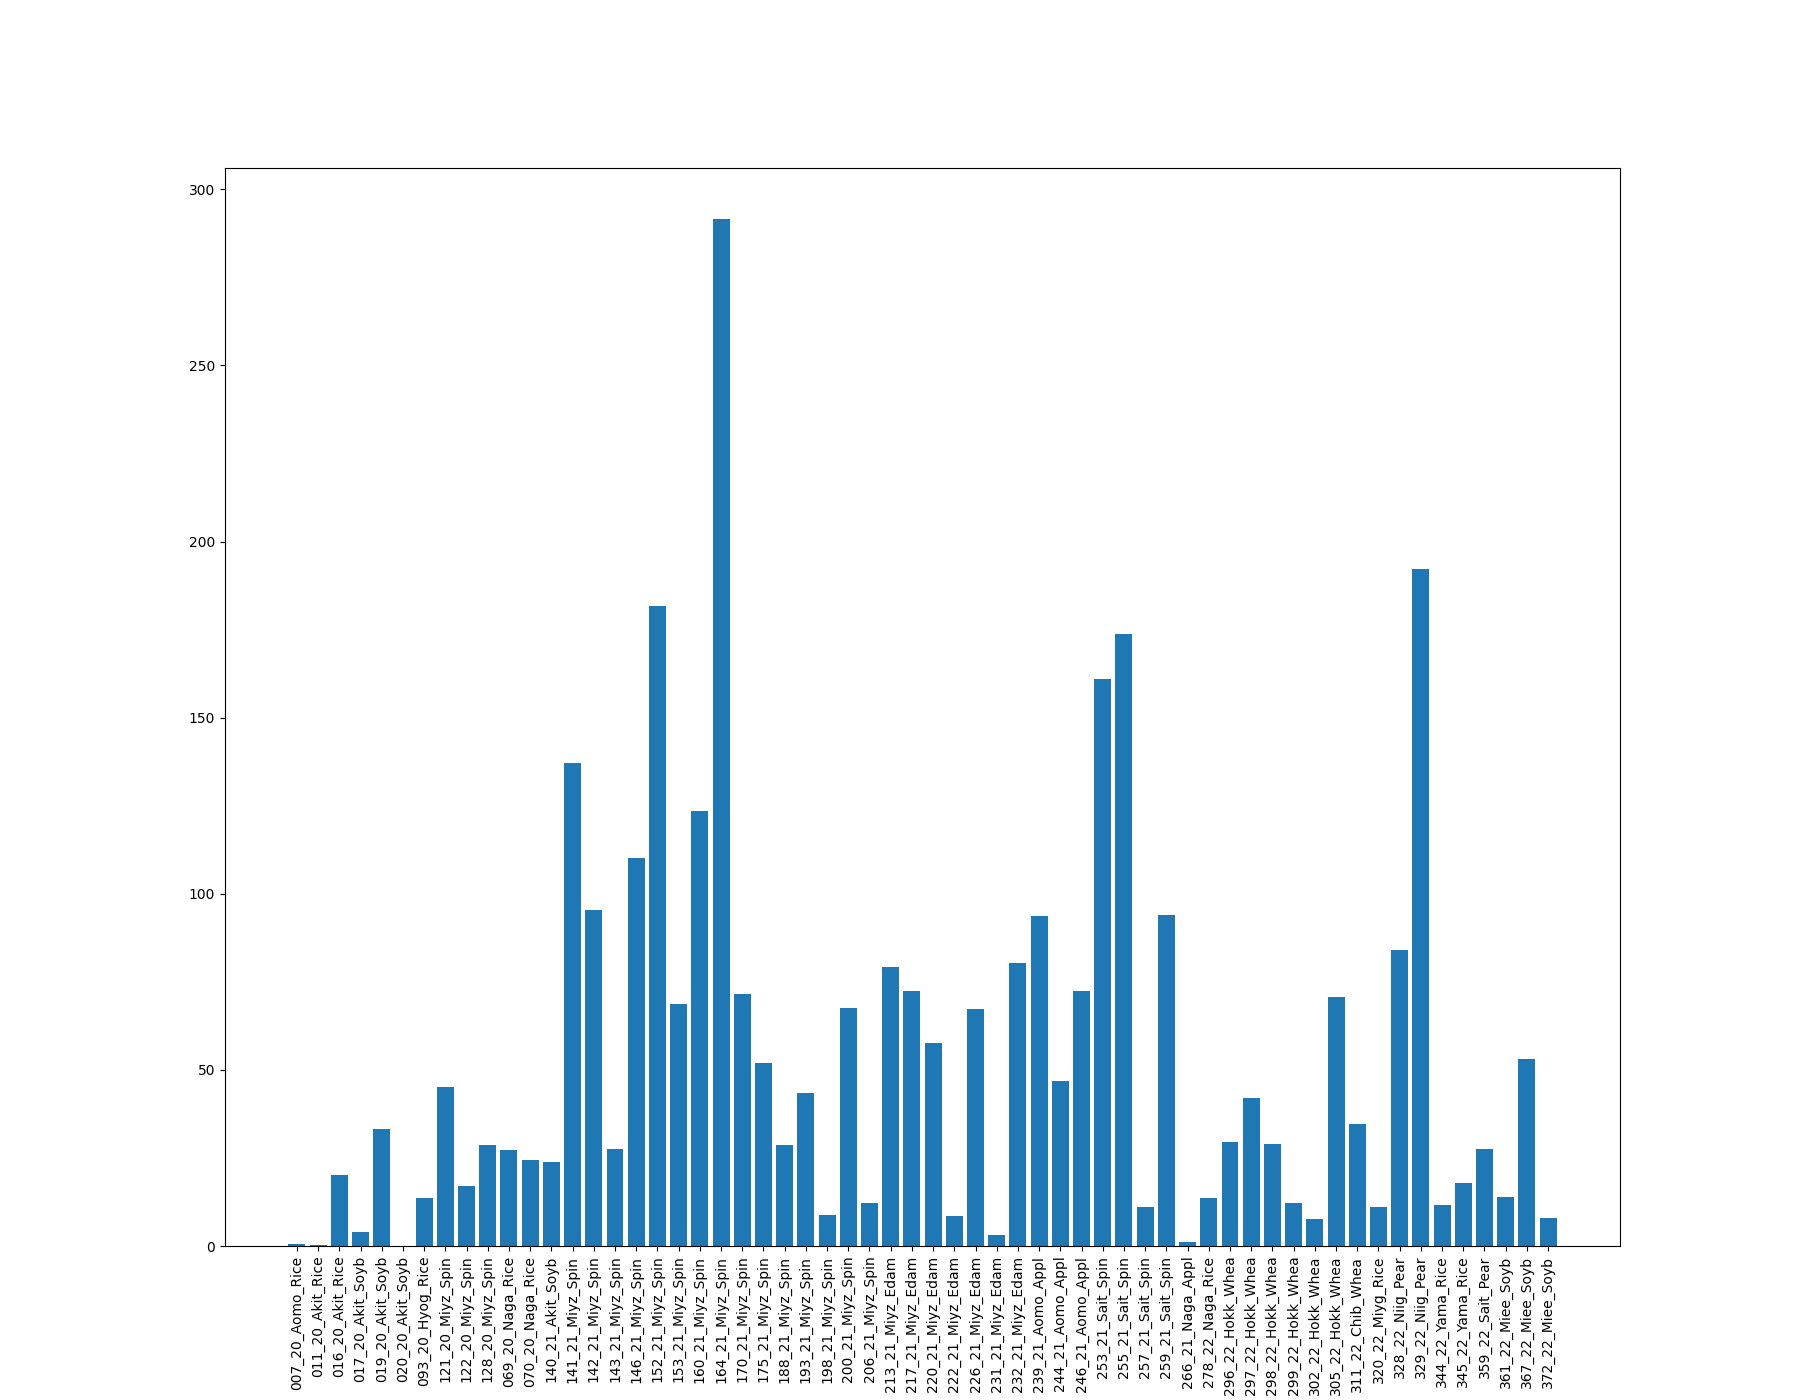 300
250
200
150
100
50
0
007_20_Aomo_Rice
011_20_Akit_Rice
016_20_Akit_Rice
017_20_Akit_Soyb
019_20_Akit_Soyb
020_20_Akit_Soyb
093_20_Hyog_Rice
121_20_Miyz_Spin
122_20_Miyz_Spin
128_20_Miyz_Spin
069_20_Naga_Rice
070_20_Naga_Rice
140_21_Akit_Soyb
141_21_Miyz_Spin
142_21_Miyz_Spin
143_21_Miyz_Spin
146_21_Miyz_Spin
152_21_Miyz_Spin
153_21_Miyz_Spin
160_21_Miyz_Spin
164_21_Miyz_Spin
170_21_Miyz_Spin
175_21_Miyz_Spin
188_21_Miyz_Spin
193_21_Miyz_Spin
198_21_Miyz_Spin
200_21_Miyz_Spin
206_21_Miyz_Spin
213_21_Miyz_Edam
217_21_Miyz_Edam
220_21_Miyz_Edam
222_21_Miyz_Edam
226_21_Miyz_Edam
231_21_Miyz_Edam
232_21_Miyz_Edam
239_21_Aomo_Appl
244_21_Aomo_Appl
246_21_Aomo_Appl
253_21_Sait_Spin
255_21_Sait_Spin
257_21_Sait_Spin
259_21_Sait_Spin
266_21_Naga_Appl
278_22_Naga_Rice
296_22_Hokk_Whea
297_22_Hokk_Whea
298_22_Hokk_Whea
299_22_Hokk_Whea
302_22_Hokk_Whea
305_22_Hokk_Whea
311_22_Chib_Whea
320_22_Miyg_Rice
328_22_Niig_Pear
329_22_Niig_Pear
344_22_Yama_Rice
345_22_Yama_Rice
359_22_Sait_Pear
361_22_Miee_Soyb
367_22_Miee_Soyb
372_22_Miee_Soyb